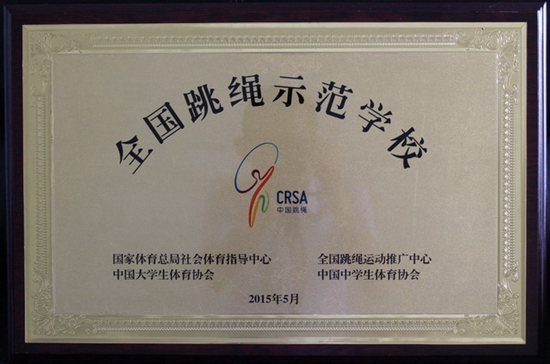 全国跳绳示范学校
CRSA
中国跳绳
国家体育总局社会体育指导中心 全国跳绳运动推广中心
中国大学生体育协会 中国中学生体育协会
2015年5月